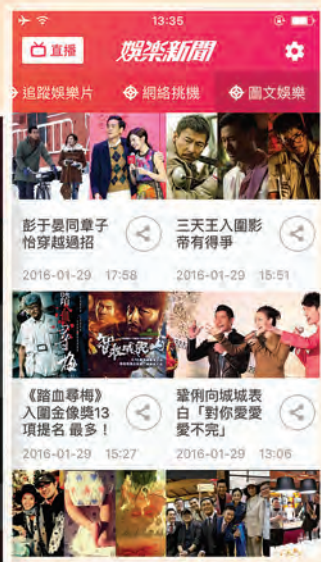 13:35
直播
娛樂新聞
追蹤娛樂片
網絡挑機
圖文娛樂
彭于晏同章子
怡穿越過招
2016-01-29 17:58
三天王入圍影
帝有得爭
2016-01-29 15:51
《踏血尋梅》
入圍金像獎13
項提名 最多！
2016-01-29 15:27
鞏俐向城城表
白「對你愛愛
愛不完」
2016-01-29 13:06